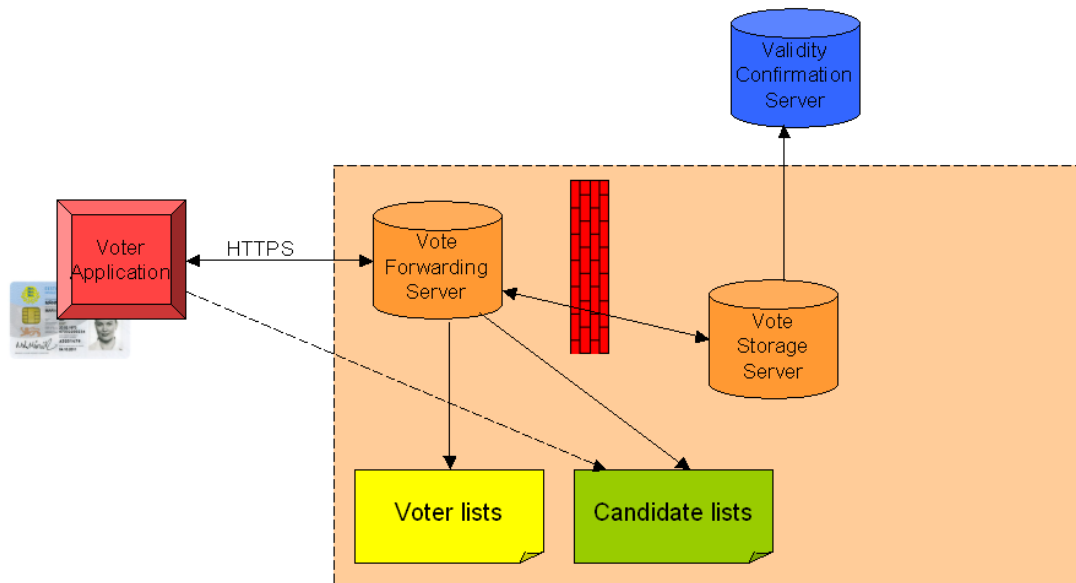 Validity
Confirmation
Server
Voter
Application
HTTPS
Vote
Forwarding
Server
Vote
Storage
Server
Voter lists
Candidate lists